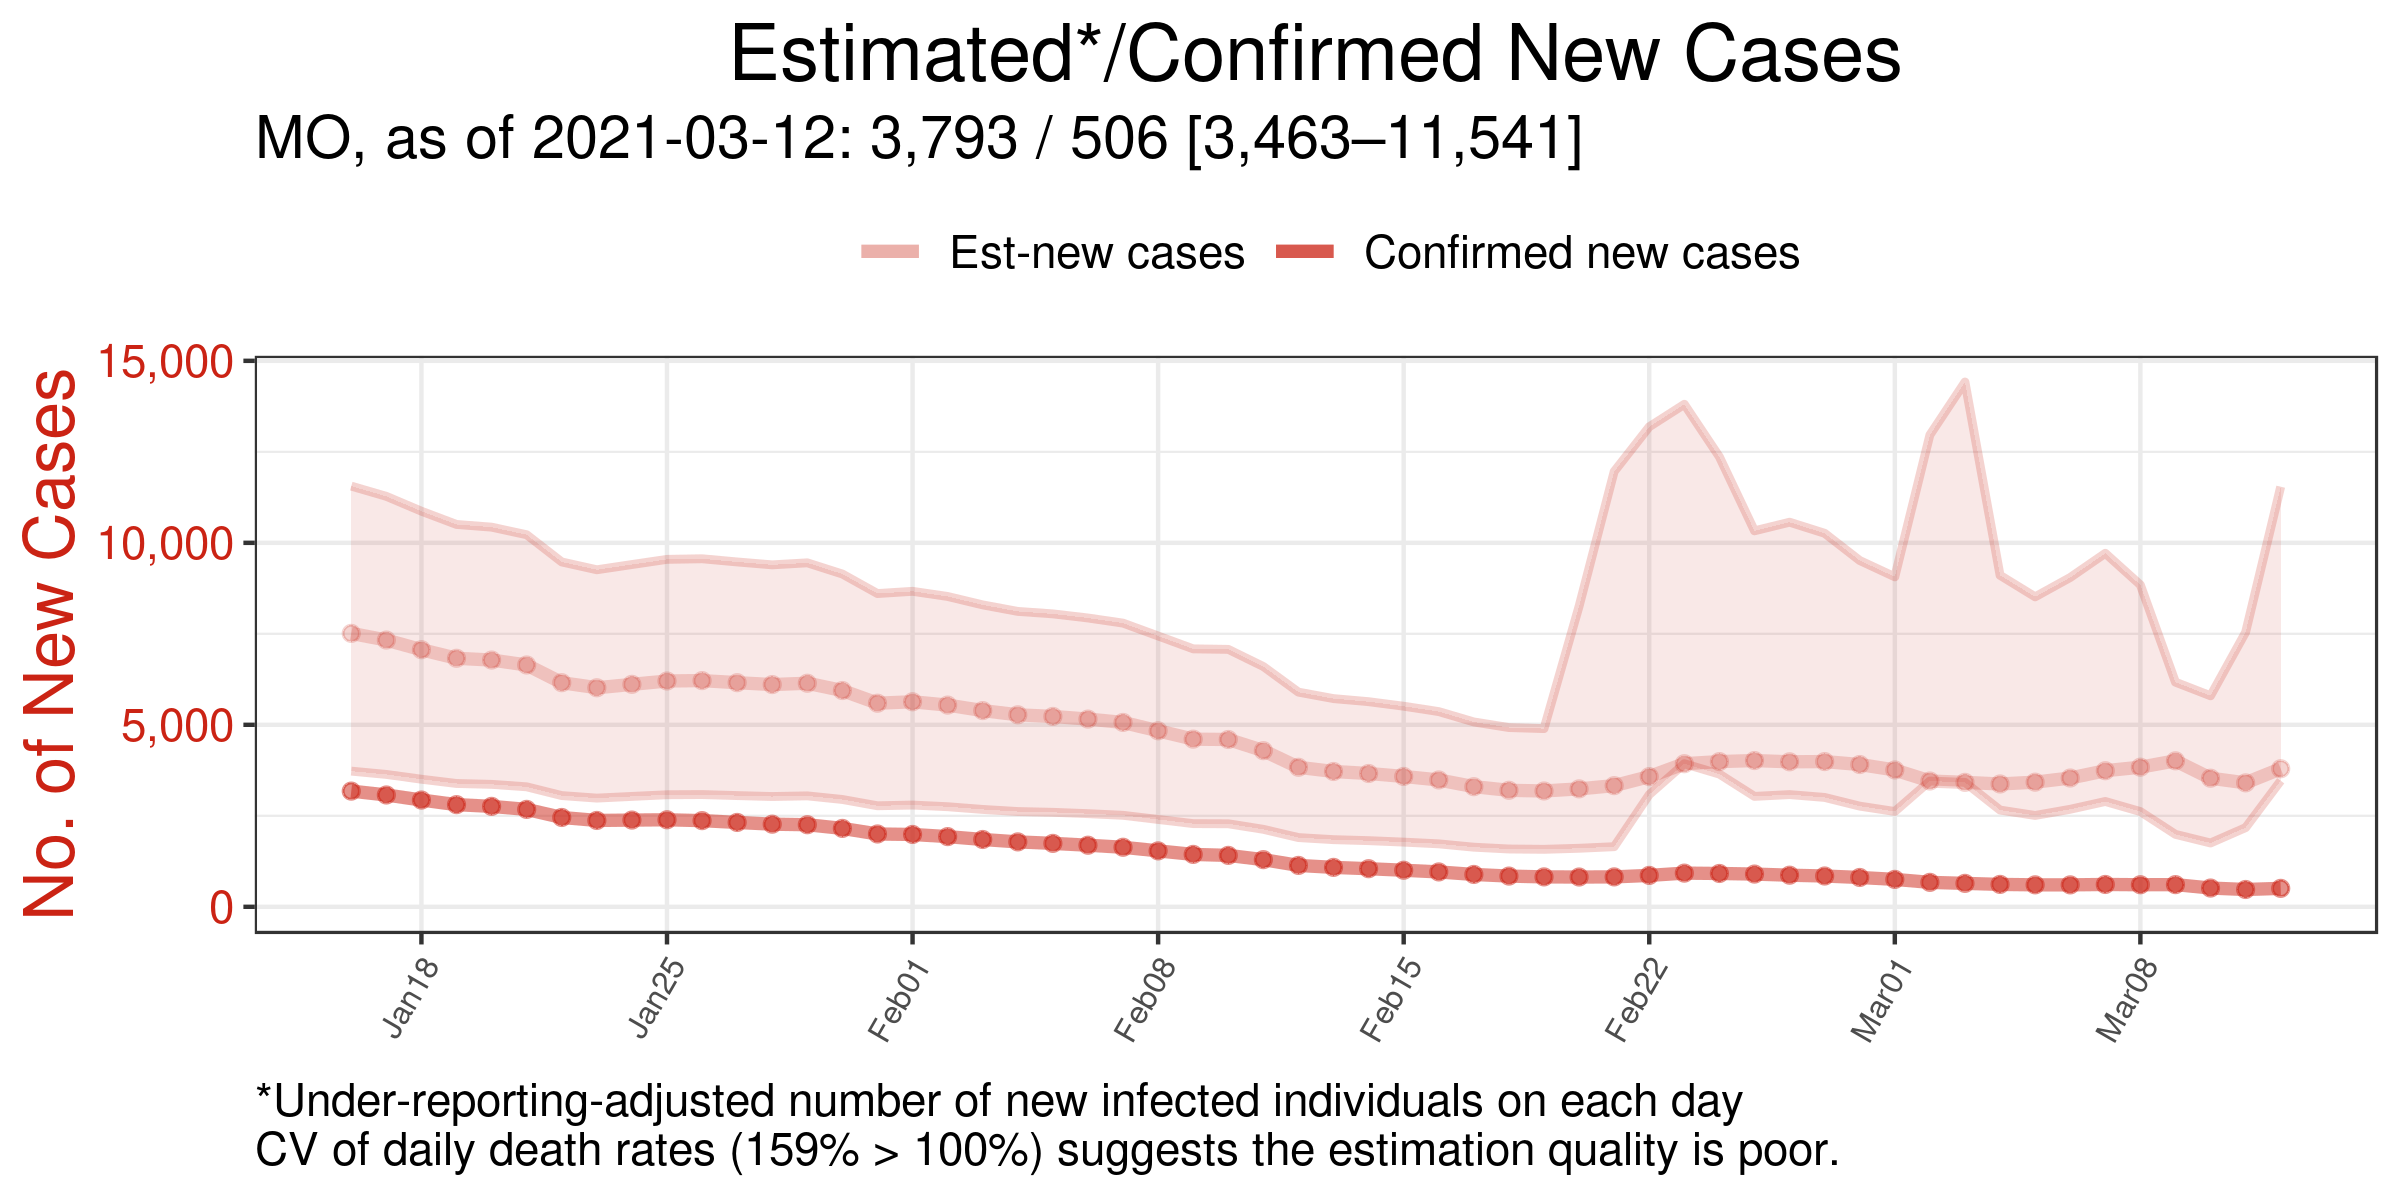 Estimated*/Confirmed New Cases
MO, as of 2021-03-12: 3,793 / 506 [3,463–11,541]
Est-new cases
Confirmed new cases
No. of New Cases
15,000
10,000
5,000
0
Jan18
Jan25
Feb01
Feb08
Feb15
Feb22
Mar01
Mar08
*Under-reporting-adjusted number of new infected individuals on each day
CV of daily death rates (159% > 100%) suggests the estimation quality is poor.